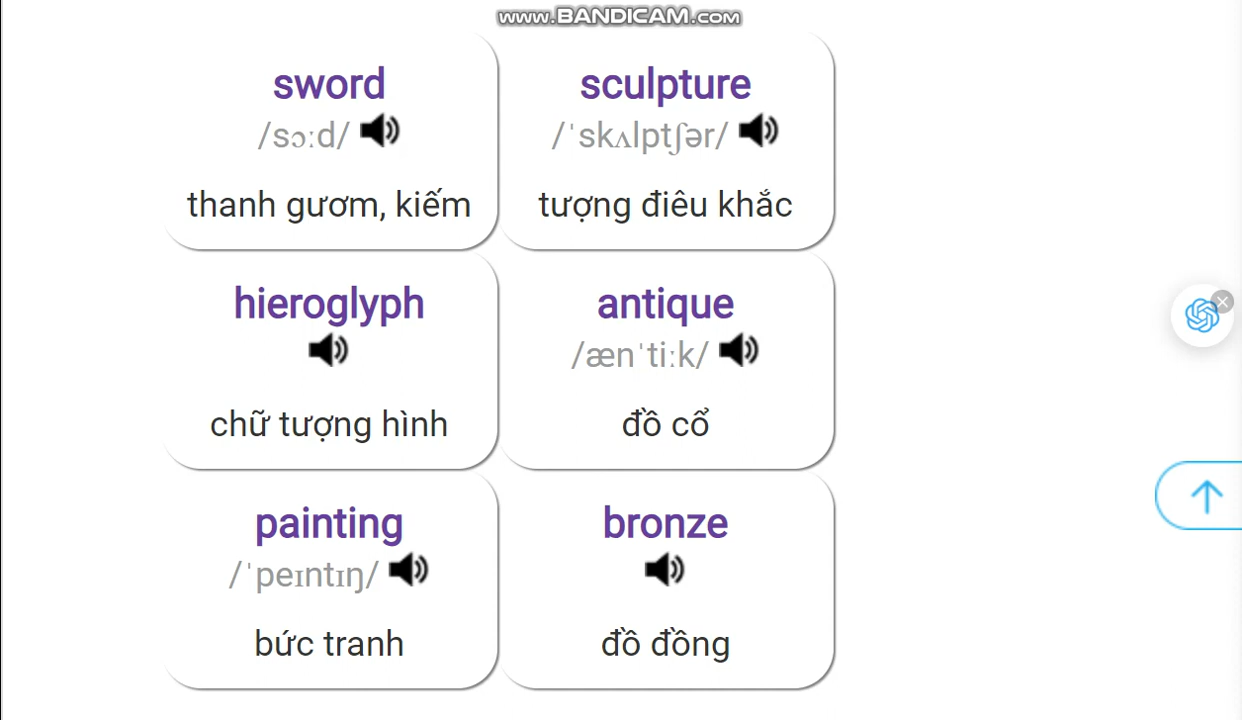 www.BANDICAM.COM
sword
/sɔːd/
thanh gươm, kiếm
sculpture
/ˈskʌlptʃər/
tượng điêu khắc
hieroglyph
chữ tượng hình
antique
/ænˈtiːk/
đồ cổ
painting
/ˈpeɪntɪŋ/
bức tranh
bronze
đồ đồng